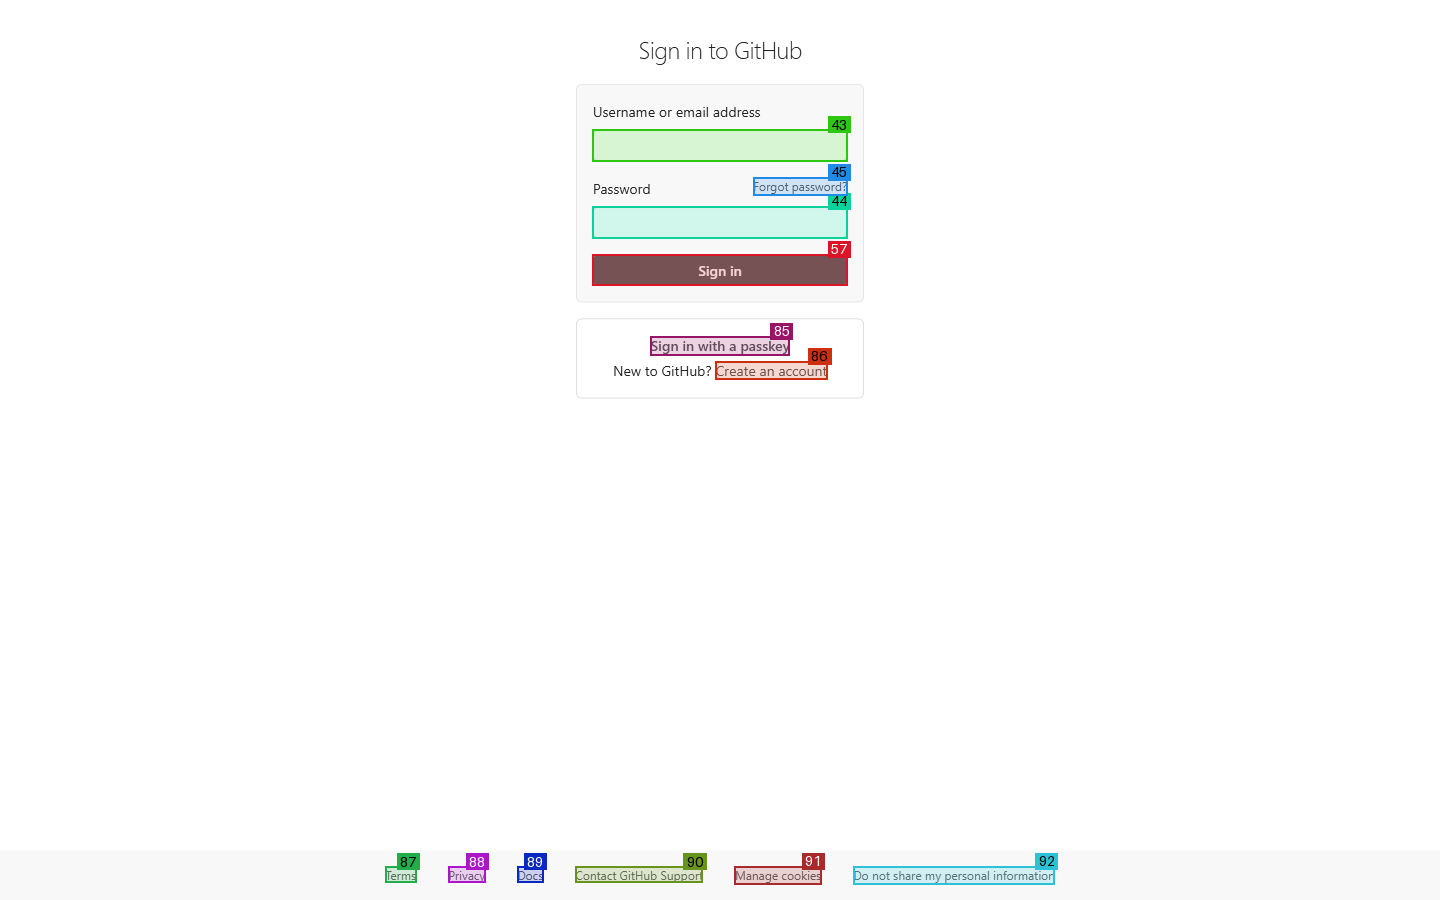 Sign in to GitHub
Username or email address
43
45
Password
Forgot password?
44
57
Sign in
85
Sign in with a passkey
86
New to GitHub? Create an account
87 88 89 90 91 92
Terms Privacy Docs Contact GitHub Support Manage cookies Do not share my personal information